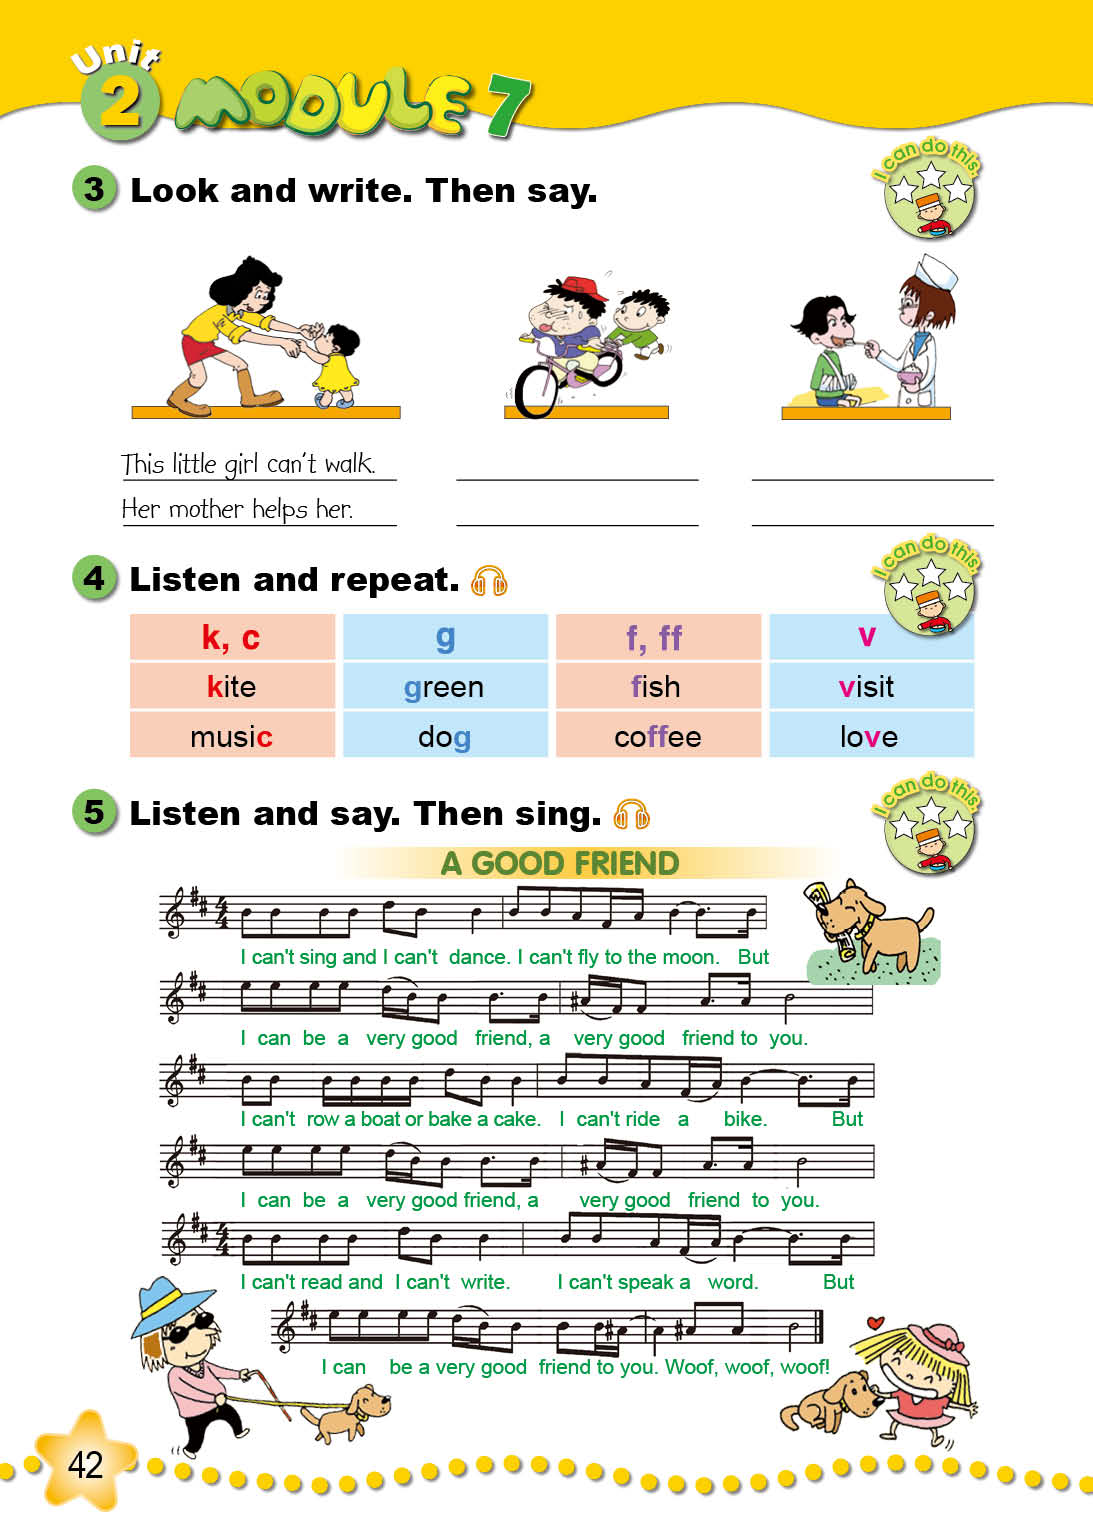 Unit 2 MODULE 7
I can do this.
3 Look and write. Then say.
This little girl can't walk.
Her mother helps her.
I can do this.
4 Listen and repeat.
k, c g f, ff v
kite green fish visit
music dog coffee love
I can do this.
5 Listen and say. Then sing.
A GOOD FRIEND
4 4
I can't sing and I can't dance. I can't fly to the moon. But
I can be a very good friend, a very good friend to you.
I can't row a boat or bake a cake. I can't ride a bike. But
I can be a very good friend, a very good friend to you.
4 4
I can't read and I can't write. I can't speak a word. But
I can be a very good friend to you. Woof, woof, woof!
42